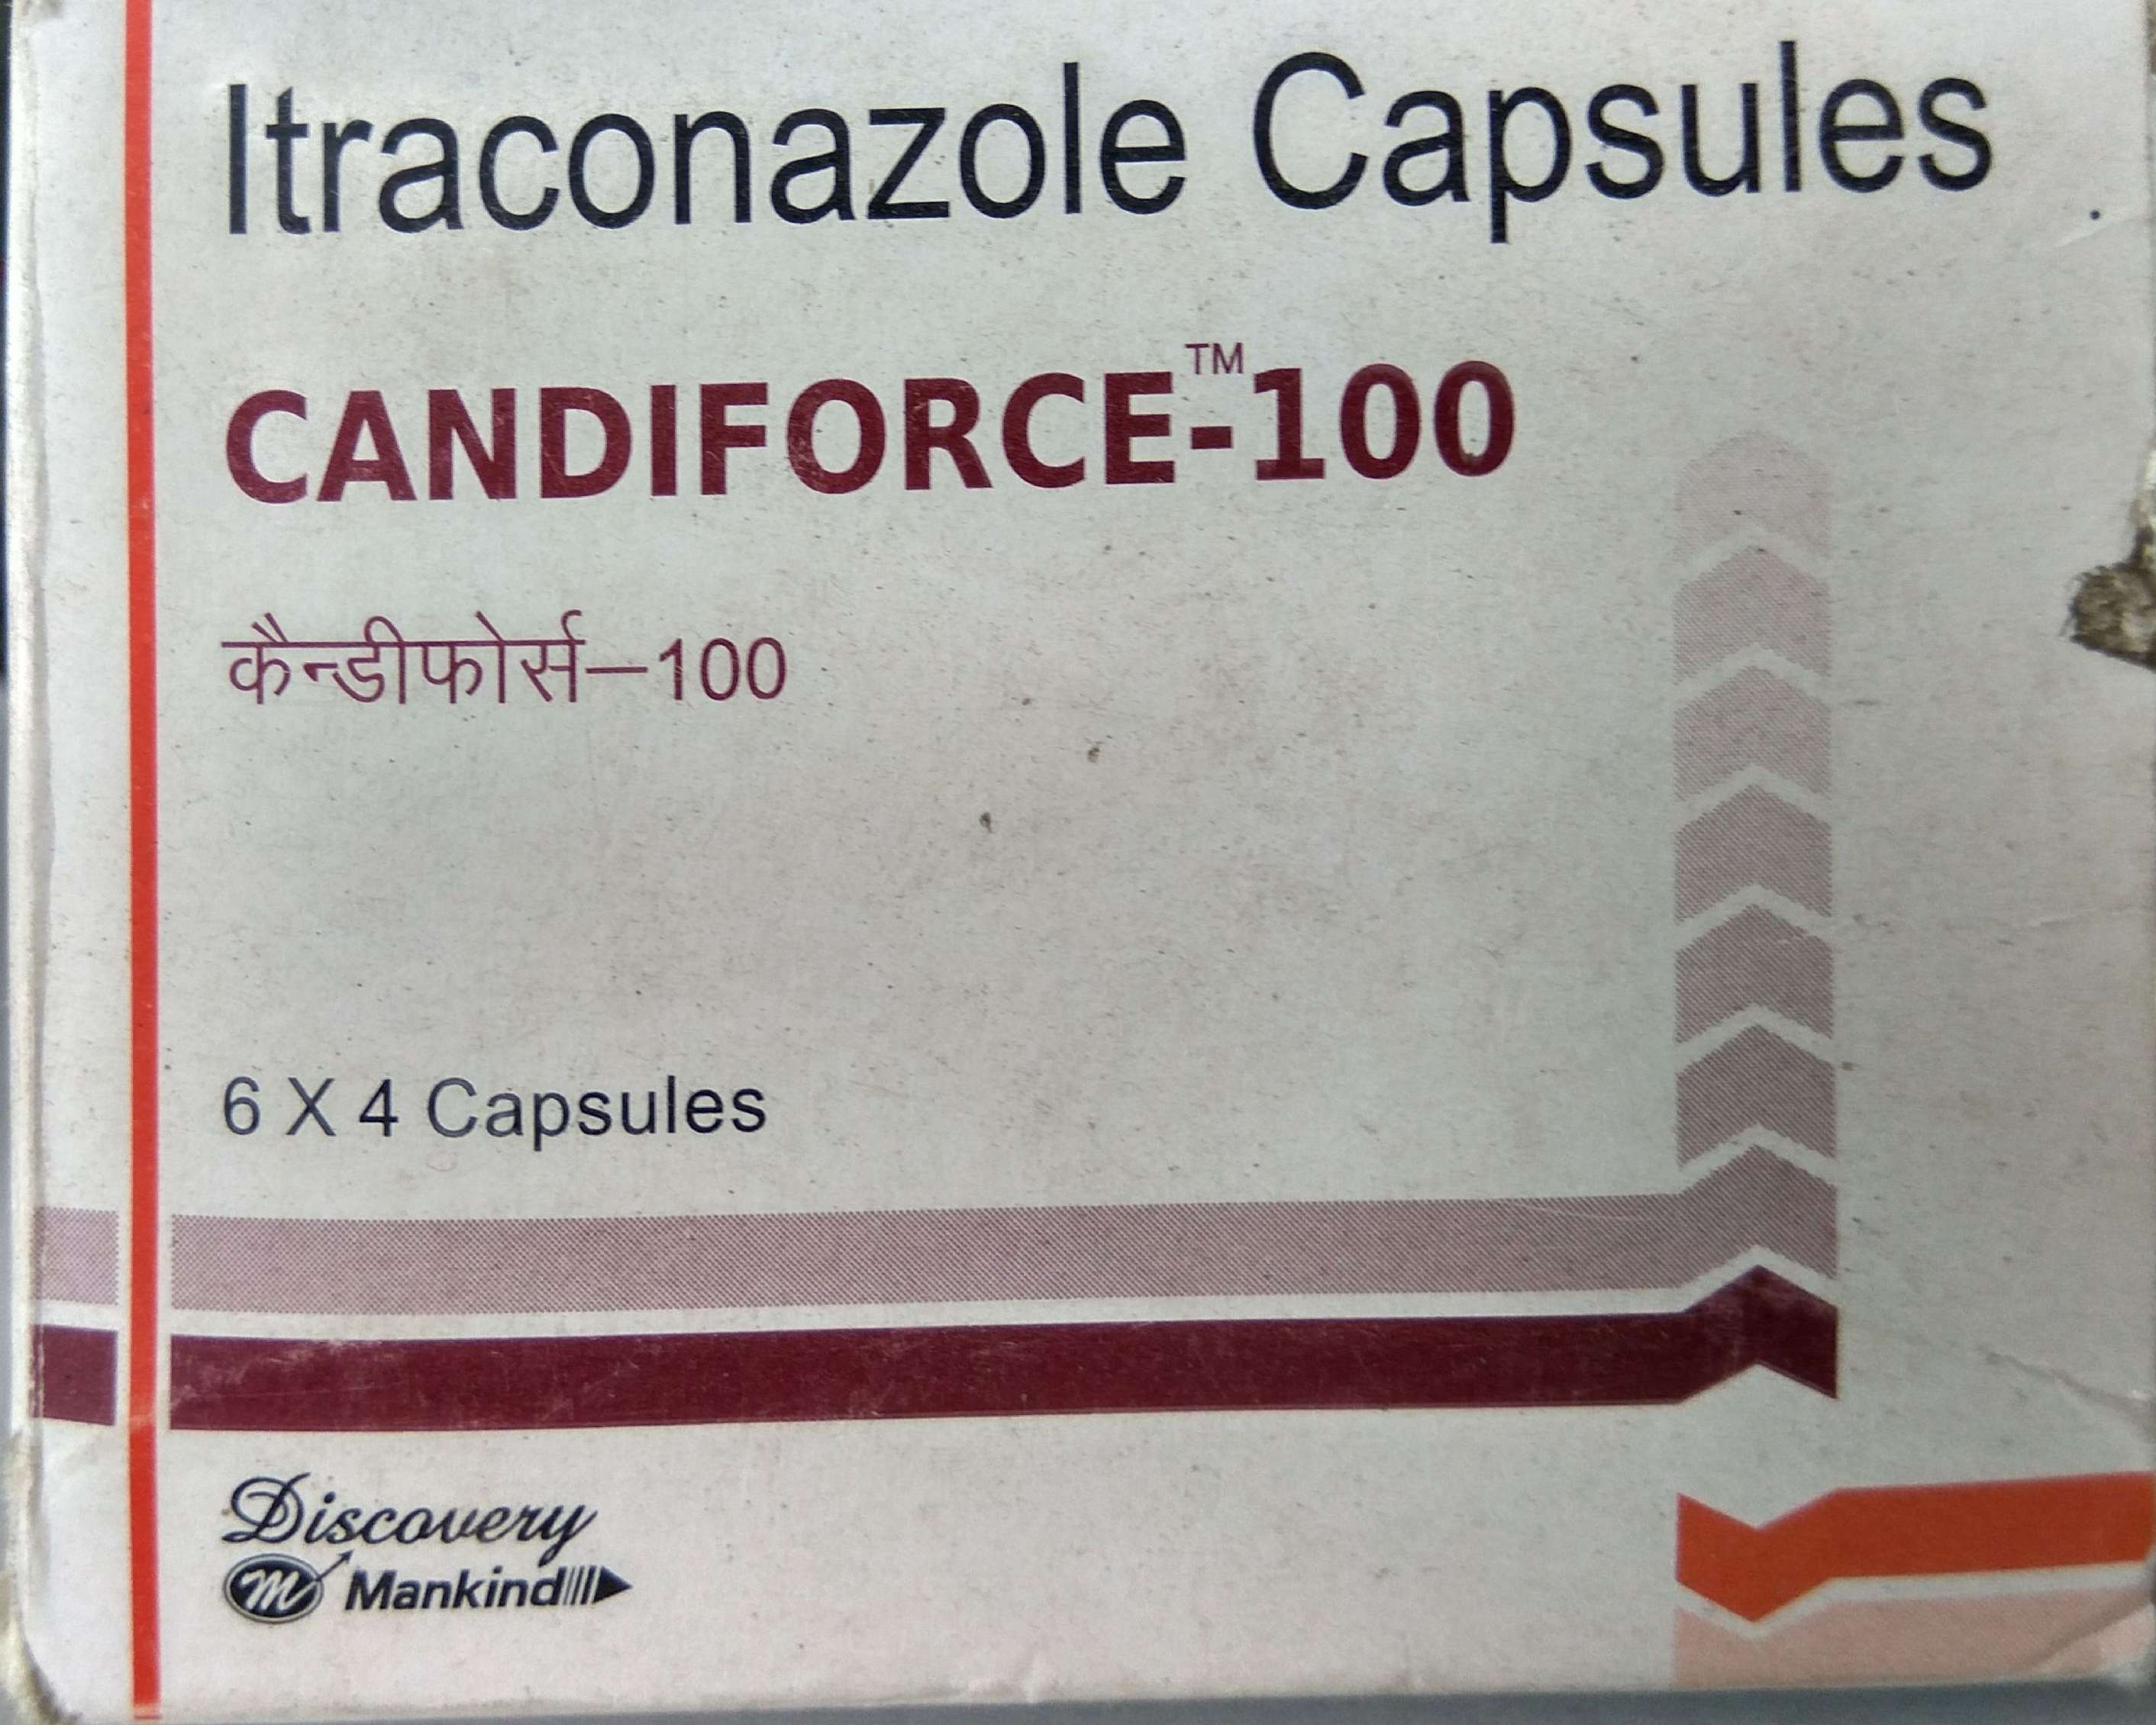 Itraconazole Capsules
CANDIFORCE™-100
कैन्डीफोर्स–100
6 X 4 Capsules
Discovery
m Mankind